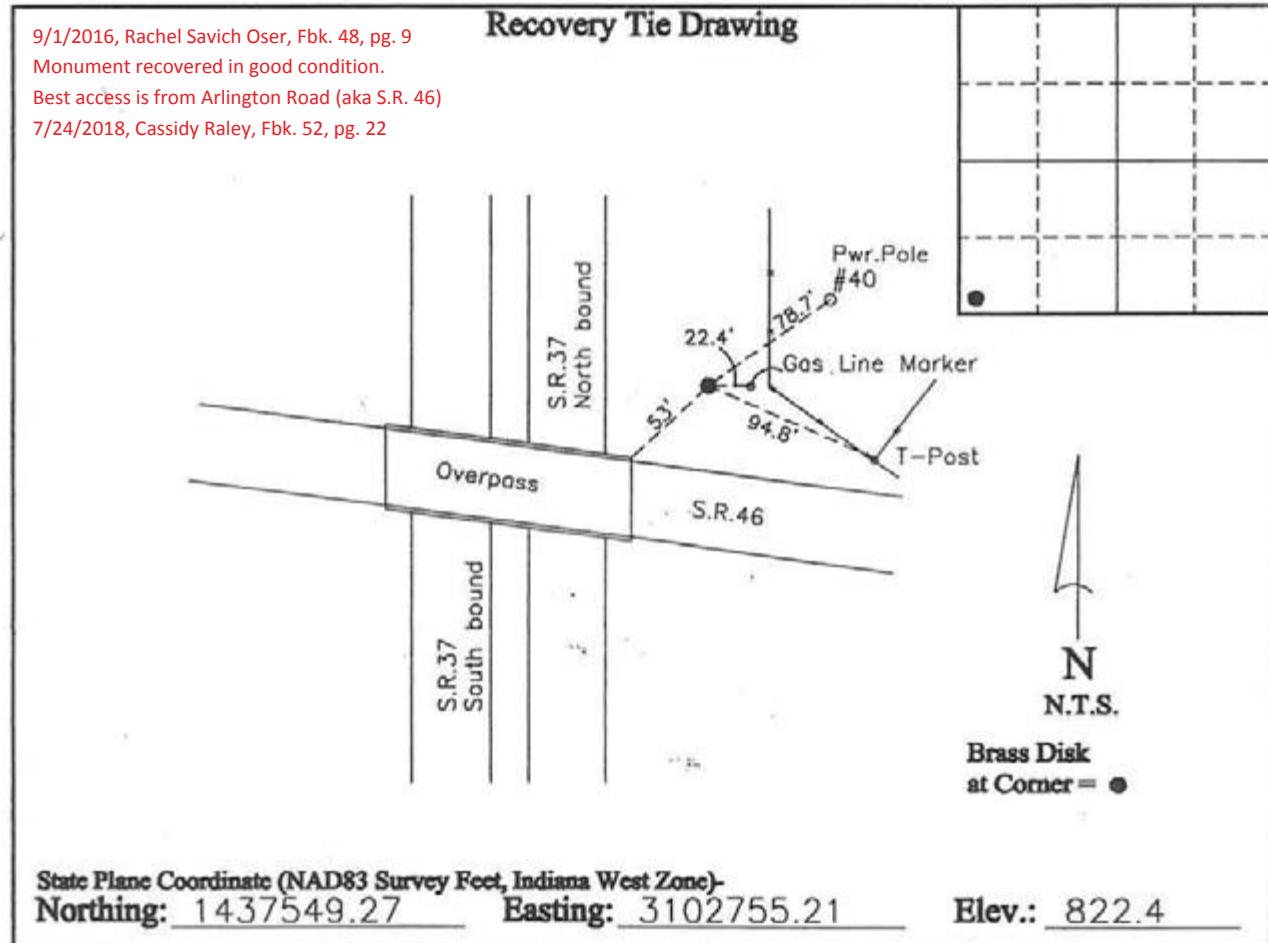 Recovery Tie Drawing
9/1/2016, Rachel Savich Oser, Fbk. 48, pg. 9
Monument recovered in good condition.
Best access is from Arlington Road (aka S.R. 46)
7/24/2018, Cassidy Raley, Fbk. 52, pg. 22
Pwr.Pole
#40
78.7'
22.4'
S.R.37
North bound
Gas Line Marker
53'
94.8'
T-Post
Overpass
S.R.46
S.R.37
South bound
N
N.T.S.
Brass Disk
at Corner =
State Plane Coordinate (NAD83 Survey Feet, Indiana West Zone)-
Northing: 1437549.27 Easting: 3102755.21 Elev.: 822.4